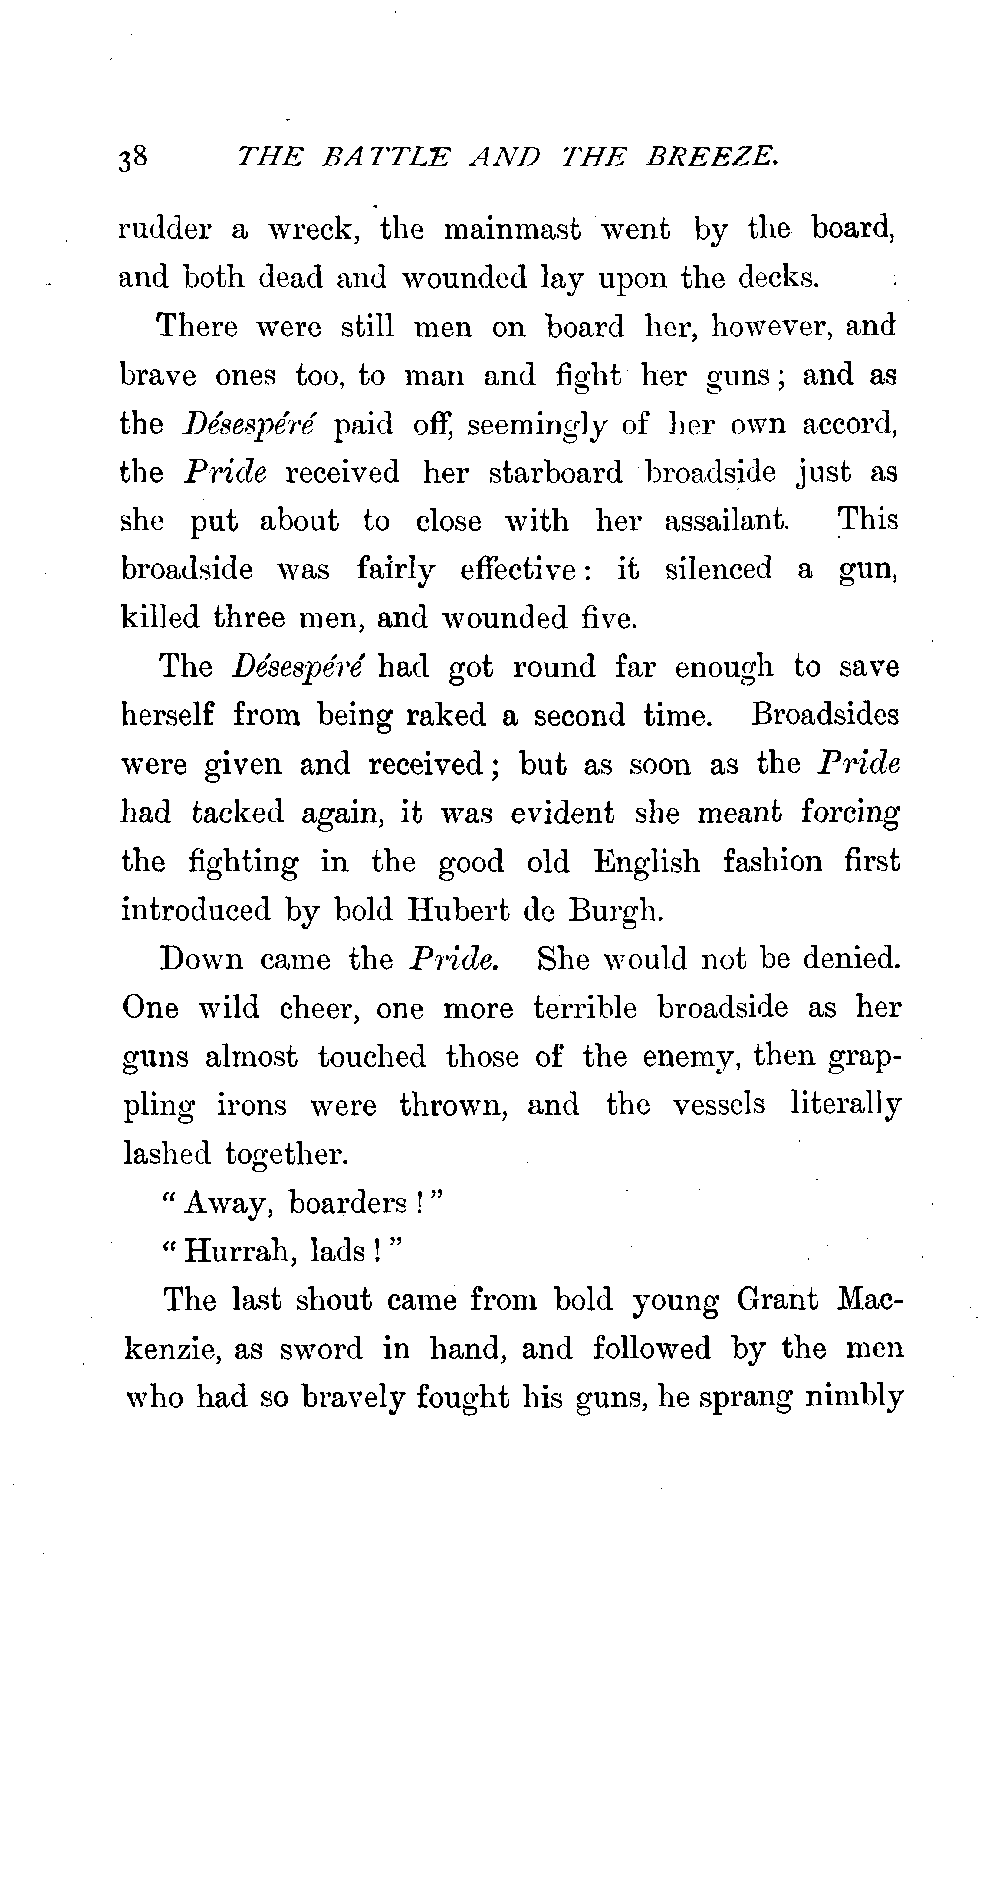 38 THE BATTLE AND THE BREEZE.
rudder a wreck, the mainmast went by the board,
and both dead and wounded lay upon the decks.
There were still men on board her, however, and
brave ones too, to man and fight her guns; and as
the Désespéré paid off, seemingly of her own accord,
the Pride received her starboard broadside just as
she put about to close with her assailant. This
broadside was fairly effective: it silenced a gun,
killed three men, and wounded five.
The Désespéré had got round far enough to save
herself from being raked a second time. Broadsides
were given and received; but as soon as the Pride
had tacked again, it was evident she meant forcing
the fighting in the good old English fashion first
introduced by bold Hubert de Burgh.
Down came the Pride. She would not be denied.
One wild cheer, one more terrible broadside as her
guns almost touched those of the enemy, then grap-
pling irons were thrown, and the vessels literally
lashed together.
"Away, boarders!"
"Hurrah, lads!"
The last shout came from bold young Grant Mac-
kenzie, as sword in hand, and followed by the men
who had so bravely fought his guns, he sprang nimbly